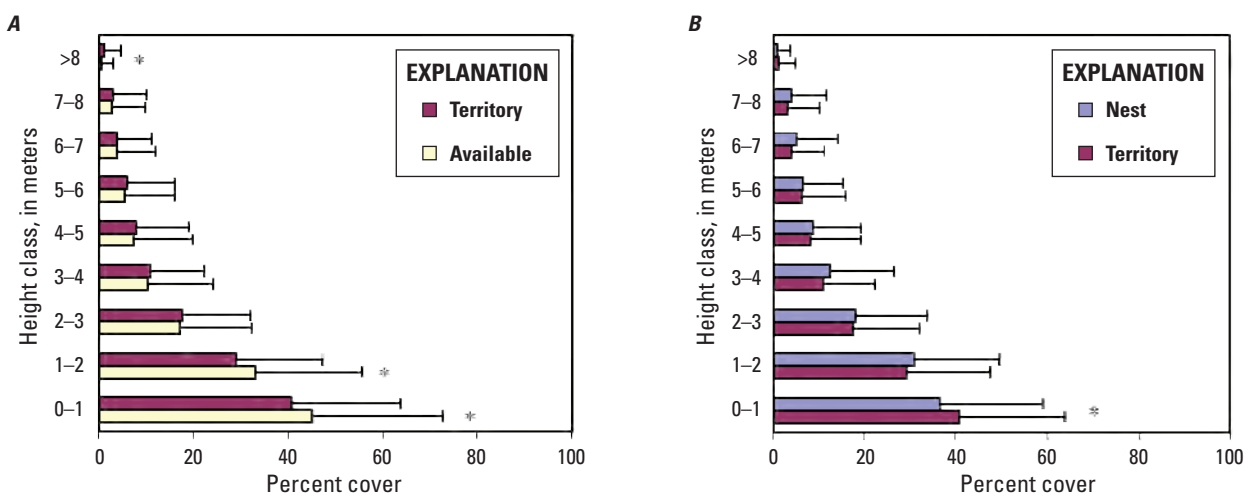 A
Height class, in meters
>8
7–8
6–7
5–6
4–5
3–4
2–3
1–2
0–1
*
*
*
EXPLANATION
Territory
Available
0
20
40
60
80
100
Percent cover
B
Height class, in meters
>8
7–8
6–7
5–6
4–5
3–4
2–3
1–2
0–1
*
EXPLANATION
Nest
Territory
0
20
40
60
80
100
Percent cover